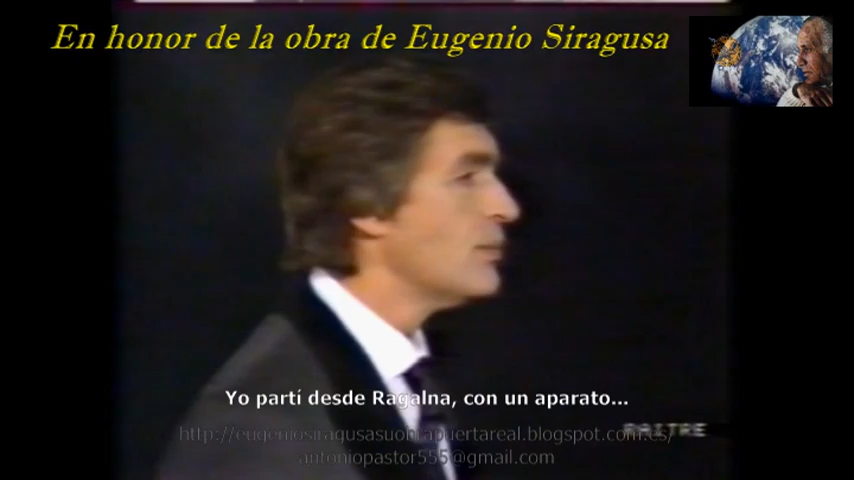 En honor de la obra de Eugenio Siragusa
Yo partí desde Ragalna, con un aparato...
http://eugeniosiragusasuobrapuertareal.blogspot.com.es/
RAITRE
antoniopastor555@gmail.com